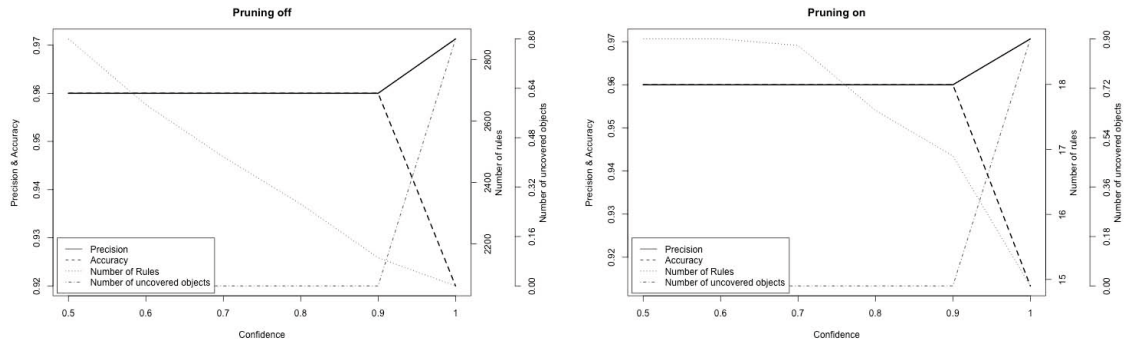 Pruning off
Precision & Accuracy
0.92 0.93 0.94 0.95 0.96 0.97
2200 2400 2600 2800
Number of rules
0.00 0.16 0.32 0.48 0.64 0.80
Number of uncovered objects
Precision
Accuracy
Number of Rules
Number of uncovered objects
0.5 0.6 0.7 0.8 0.9 1
Confidence
Pruning on
Precision & Accuracy
0.92 0.93 0.94 0.95 0.96 0.97
15 16 17 18
Number of rules
0.00 0.18 0.36 0.54 0.72 0.90
Number of uncovered objects
Precision
Accuracy
Number of Rules
Number of uncovered objects
0.5 0.6 0.7 0.8 0.9 1
Confidence